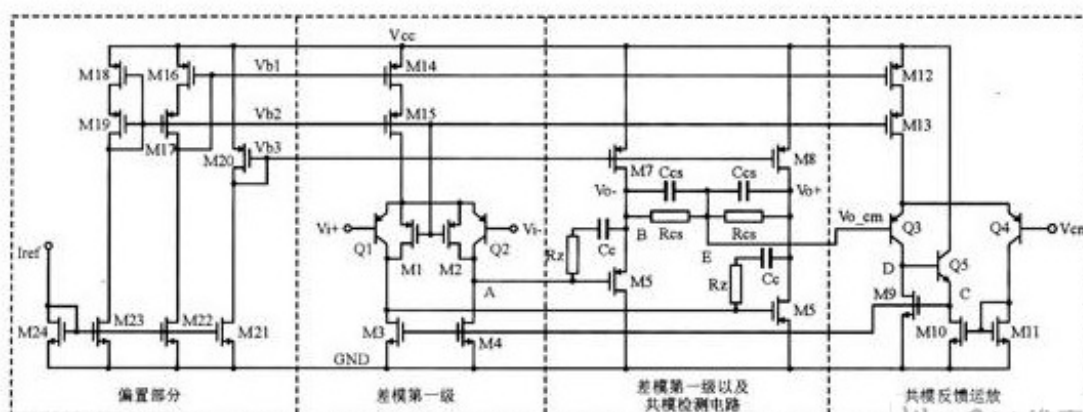 Vcc
M18
M16
Vb1
M14
M12
M19
Vb2
M15
M13
M17
M20
Vb3
M7
M8
Ccs
Ccs
Vo-
Vo+
Vi+
Vi-
Vo_cm
Q1
Q2
M1
M2
Rcs
Rcs
B
E
Q3
Q4
Rz
Cc
Rz
Cc
D
Q5
C
Iref
A
M5
M5
M9
M24
M23
M22
M21
M3
M4
M10
M11
GND
偏置部分
差模第一级
差模第一级以及
共模检测电路
共模反馈运放